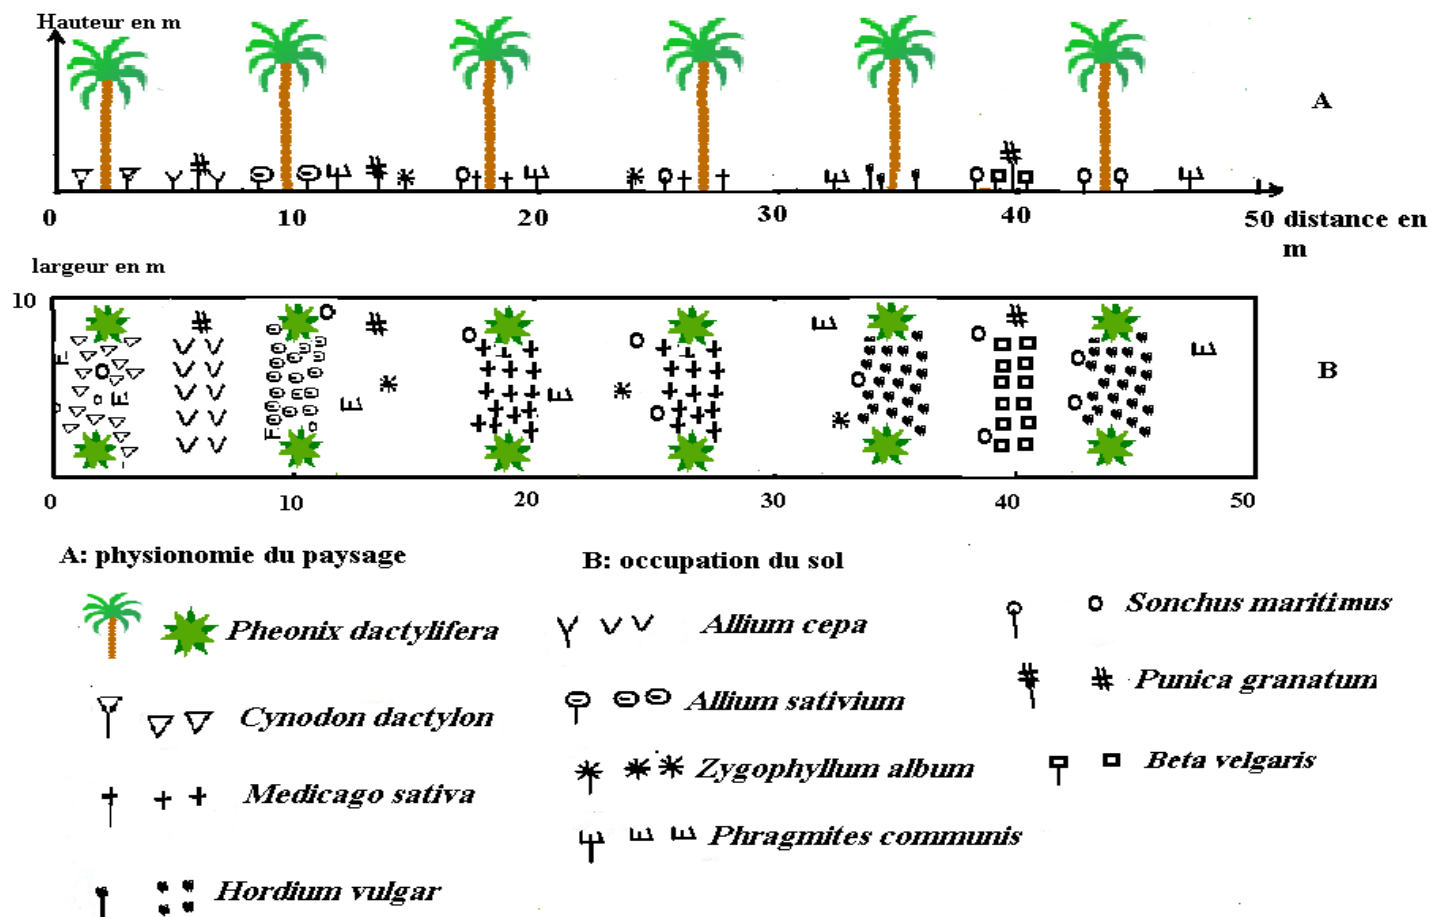 Hauteur en m
A
0 10 20 30 40 50 distance en
m
largeur en m
10
B
0 10 20 30 40 50
A: physionomie du paysage
B: occupation du sol
Pheonix dactylifera
Allium cepa
Sonchus maritimus
Cynodon dactylon
Allium sativium
Punica granatum
Medicago sativa
Zygophyllum album
Beta velgaris
Hordium vulgar
Phragmites communis